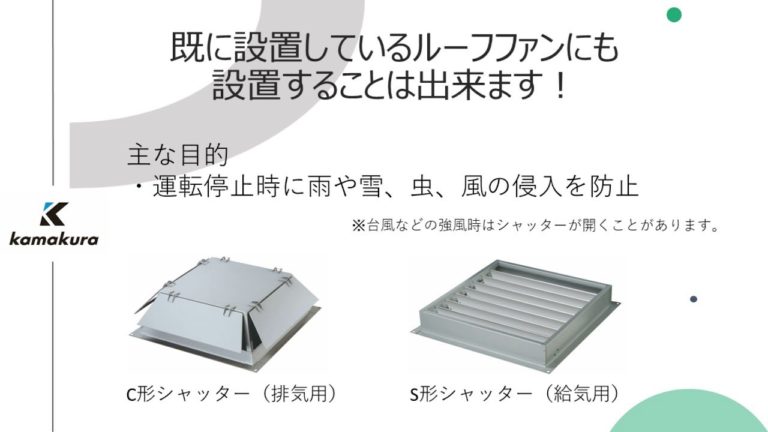 既に設置しているルーフファンにも
設置することは出来ます！
主な目的
・運転停止時に雨や雪、虫、風の侵入を防止
※台風などの強風時はシャッターが開くことがあります。
kamakura
C形シャッター（排気用）
S形シャッター（給気用）